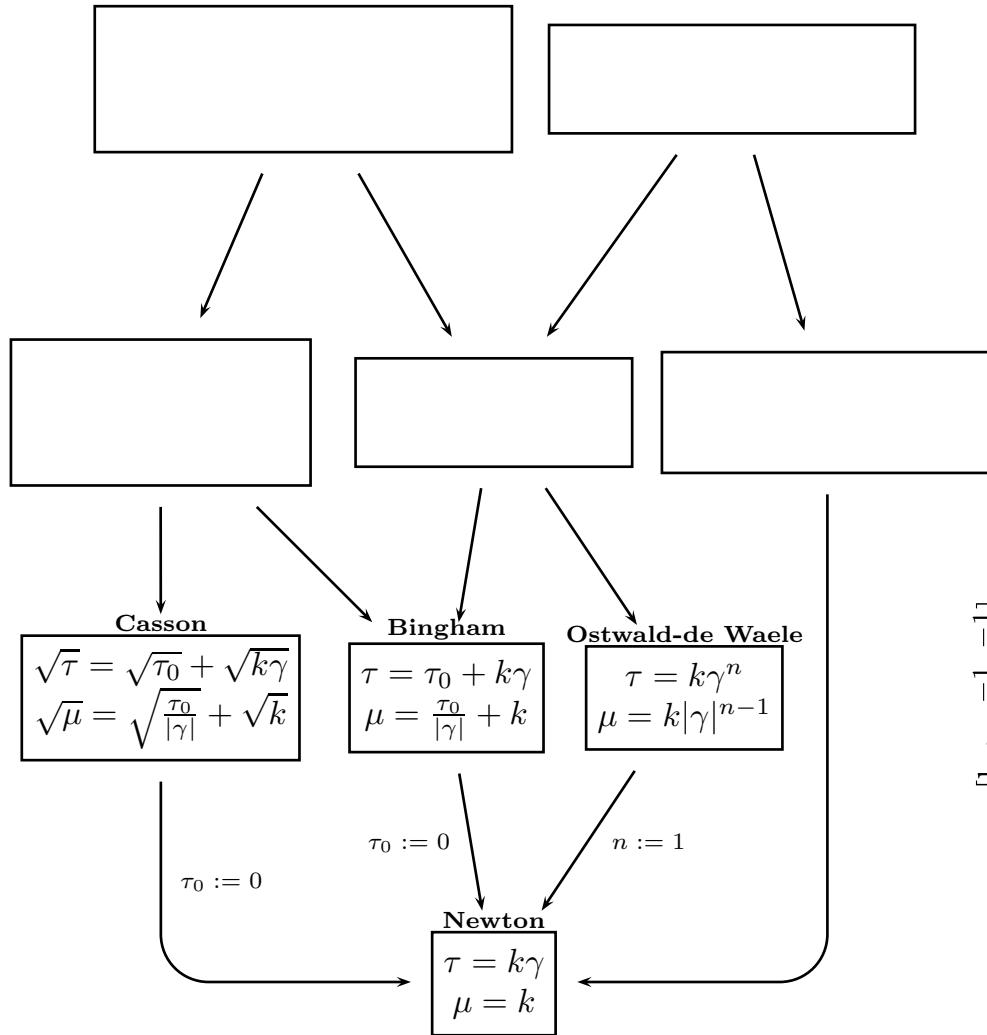 Casson
√τ = √τ₀ + √kγ
√μ = √(τ₀/|γ|) + √k
Bingham
τ = τ₀ + kγ
μ = τ₀/|γ| + k
Ostwald-de Waele
τ = kγⁿ
μ = k|γ|ⁿ⁻¹
τ₀ := 0
τ₀ := 0
n := 1
Newton
τ = kγ
μ = k